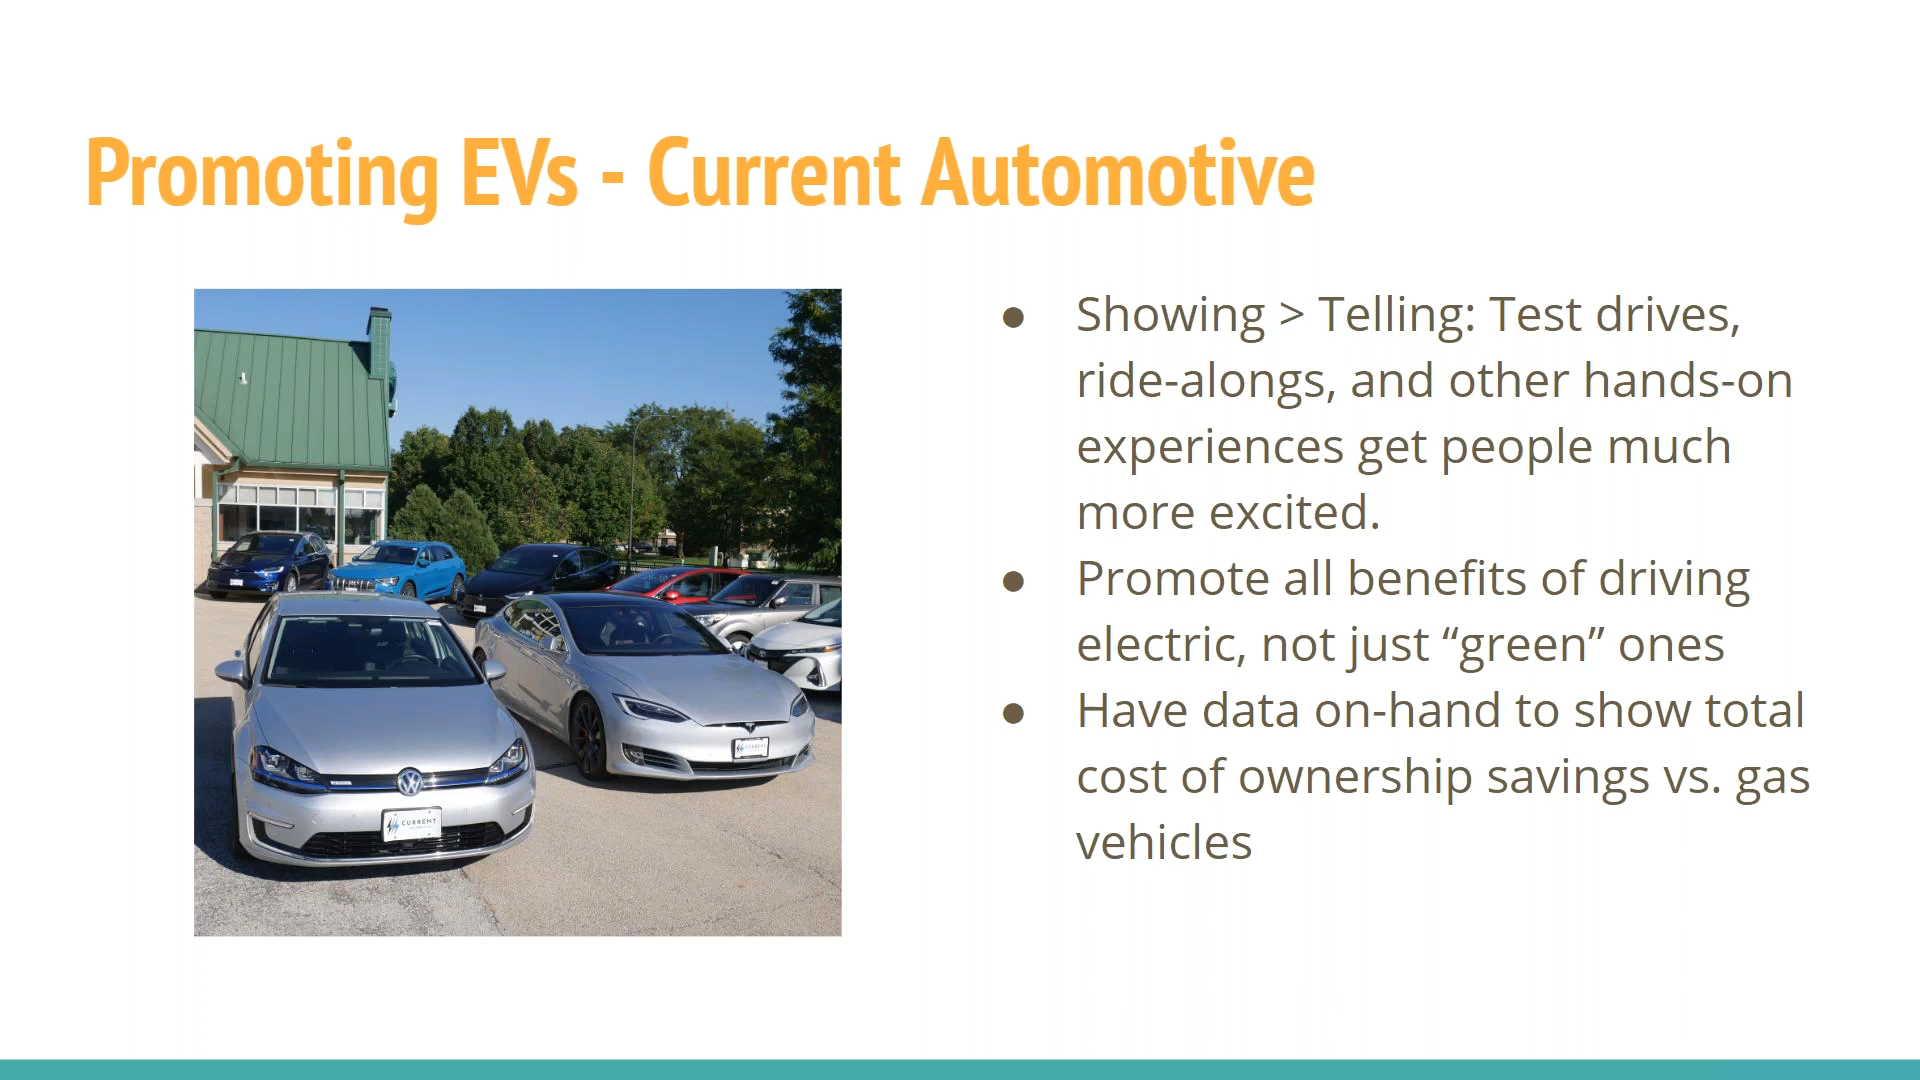 Promoting EVs - Current Automotive
● Showing > Telling: Test drives,
ride-alongs, and other hands-on
experiences get people much
more excited.
● Promote all benefits of driving
electric, not just “green” ones
● Have data on-hand to show total
cost of ownership savings vs. gas
vehicles
CURRENT
CURRENT